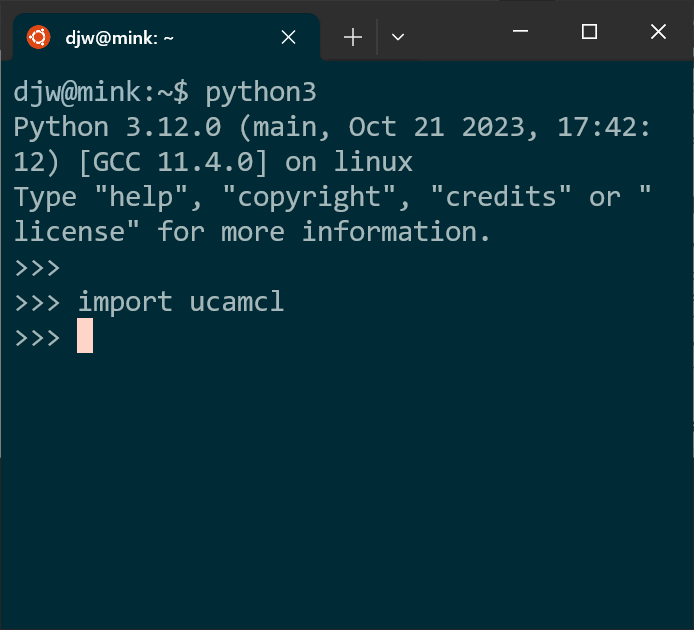 djw@mink: ~
djw@mink:~$ python3
Python 3.12.0 (main, Oct 21 2023, 17:42:
12) [GCC 11.4.0] on linux
Type "help", "copyright", "credits" or "
license" for more information.
>>>
>>> import ucamcl
>>>